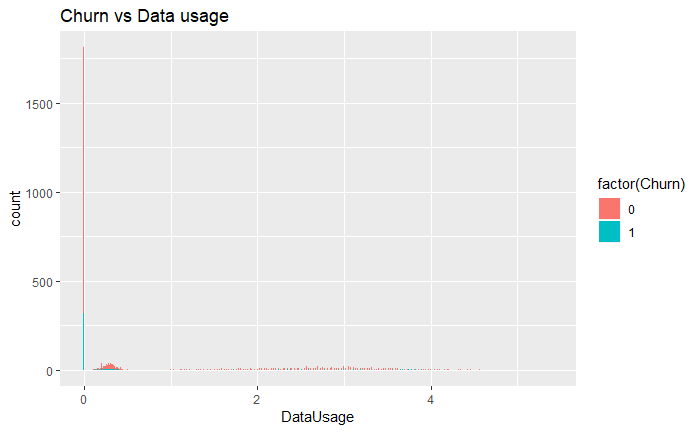 Churn vs Data usage
1500
1000
500
0
count
0 2 4
DataUsage
factor(Churn)
0
1